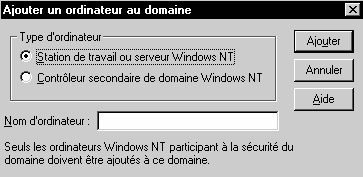 Ajouter un ordinateur au domaine
Type d'ordinateur
Station de travail ou serveur Windows NT
Contrôleur secondaire de domaine Windows NT
Ajouter
Annuler
Aide
Nom d'ordinateur :
Seuls les ordinateurs Windows NT participant à la sécurité du
domaine doivent être ajoutés à ce domaine.